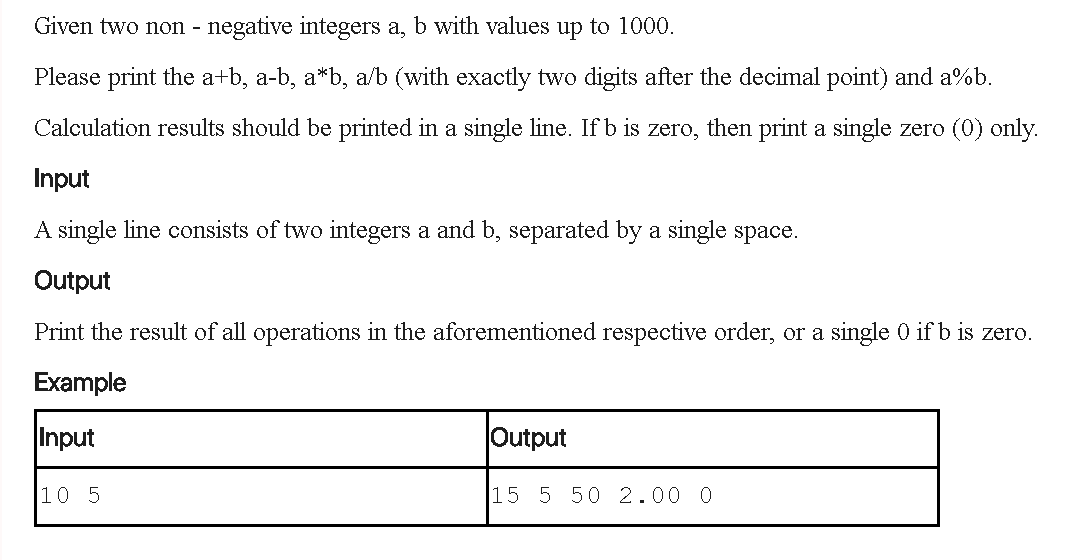 Given two non - negative integers a, b with values up to 1000.
Please print the a+b, a-b, a*b, a/b (with exactly two digits after the decimal point) and a%b.
Calculation results should be printed in a single line. If b is zero, then print a single zero (0) only.
Input
A single line consists of two integers a and b, separated by a single space.
Output
Print the result of all operations in the aforementioned respective order, or a single 0 if b is zero.
Example
Input Output
10 5 15 5 50 2.00 0